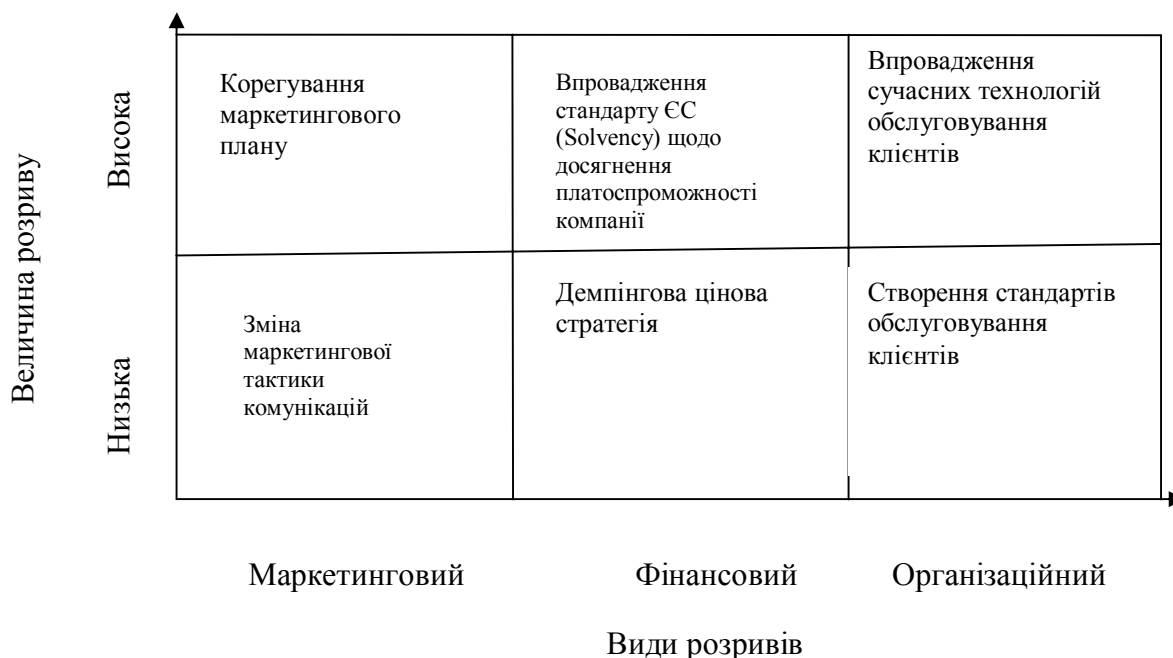 Величина розриву
Висока
Низька
Корегування
маркетингового
плану
Впровадження
стандарту ЄС
(Solvency) щодо
досягнення
платоспроможності
компанії
Впровадження
сучасних технологій
обслуговування
клієнтів
Зміна
маркетингової
тактики
комунікацій
Демпінгова цінова
стратегія
Створення стандартів
обслуговування
клієнтів
Маркетинговий
Фінансовий
Організаційний
Види розривів